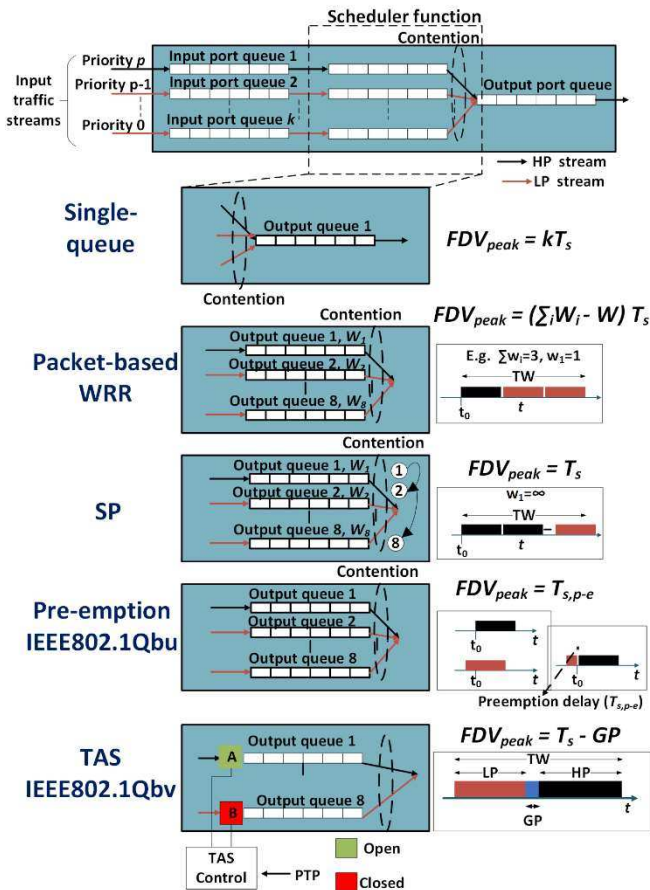 Scheduler function
Contention
Input traffic streams
Priority p
Input port queue 1
Priority p-1
Input port queue 2
Output port queue
Priority 0
Input port queue k
HP stream
LP stream
Single-queue
Output queue 1
Contention
FDVpeak = kTs
Contention
FDVpeak = (∑iWi - W) Ts
Packet-based WRR
Output queue 1, W1
Output queue 2, W2
Output queue 8, W8
E.g. ∑wi=3, w1=1
TW
t0
t
Contention
SP
Output queue 1, W1
Output queue 2, W2
Output queue 8, W8
1
2
8
FDVpeak = Ts
w1=∞
TW
t0
t
Contention
Pre-emption IEEE802.1Qbu
Output queue 1
Output queue 2
Output queue 8
FDVpeak = Ts,p-e
t0
t
t0
t
t0
t
Preemption delay (Ts,p-e)
TAS IEEE802.1Qbv
A
Output queue 1
B
Output queue 8
FDVpeak = Ts - GP
TW
LP
HP
GP
t
TAS Control
PTP
Open
Closed